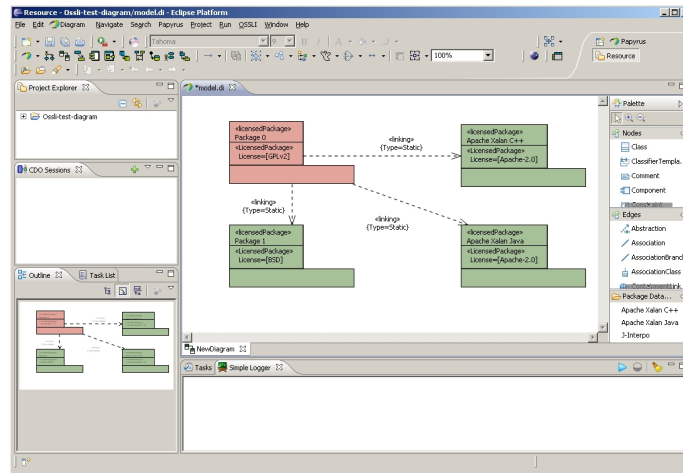 Resource - Ossli-test-diagram/model.di - Eclipse Platform
File Edit Diagram Navigate Search Papyrus Project Run OSSLI Window Help
Tahoma 9 B I A
100%
Papyrus
Resource
Project Explorer
Ossli-test-diagram
CDO Sessions
Outline Task List
*model.di
«licensedPackage»
Package 0
«LicensedPackage»
License=[GPLv2]
«linking»
{Type=Static}
«licensedPackage»
Apache Xalan C++
«LicensedPackage»
License=[Apache-2.0]
«linking»
{Type=Static}
«linking»
{Type=Static}
«licensedPackage»
Package 1
«LicensedPackage»
License=[BSD]
«licensedPackage»
Apache Xalan Java
«LicensedPackage»
License=[Apache-2.0]
NewDiagram
Palette
Nodes
Class
ClassifierTempla...
Comment
Component
Edges
Abstraction
Association
AssociationBranc
AssociationClass
Package Data...
Apache Xalan C++
Apache Xalan Java
J-Interpo
Tasks Simple Logger